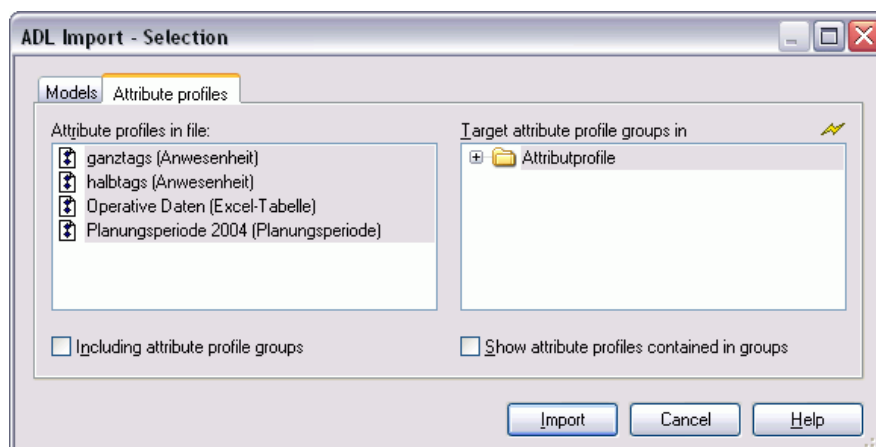 ADL Import - Selection
Models
Attribute profiles
Attribute profiles in file:
ganztags (Anwesenheit)
halbtags (Anwesenheit)
Operative Daten (Excel-Tabelle)
Planungsperiode 2004 (Planungsperiode)
Including attribute profile groups
Target attribute profile groups in
Attributprofile
Show attribute profiles contained in groups
Import
Cancel
Help